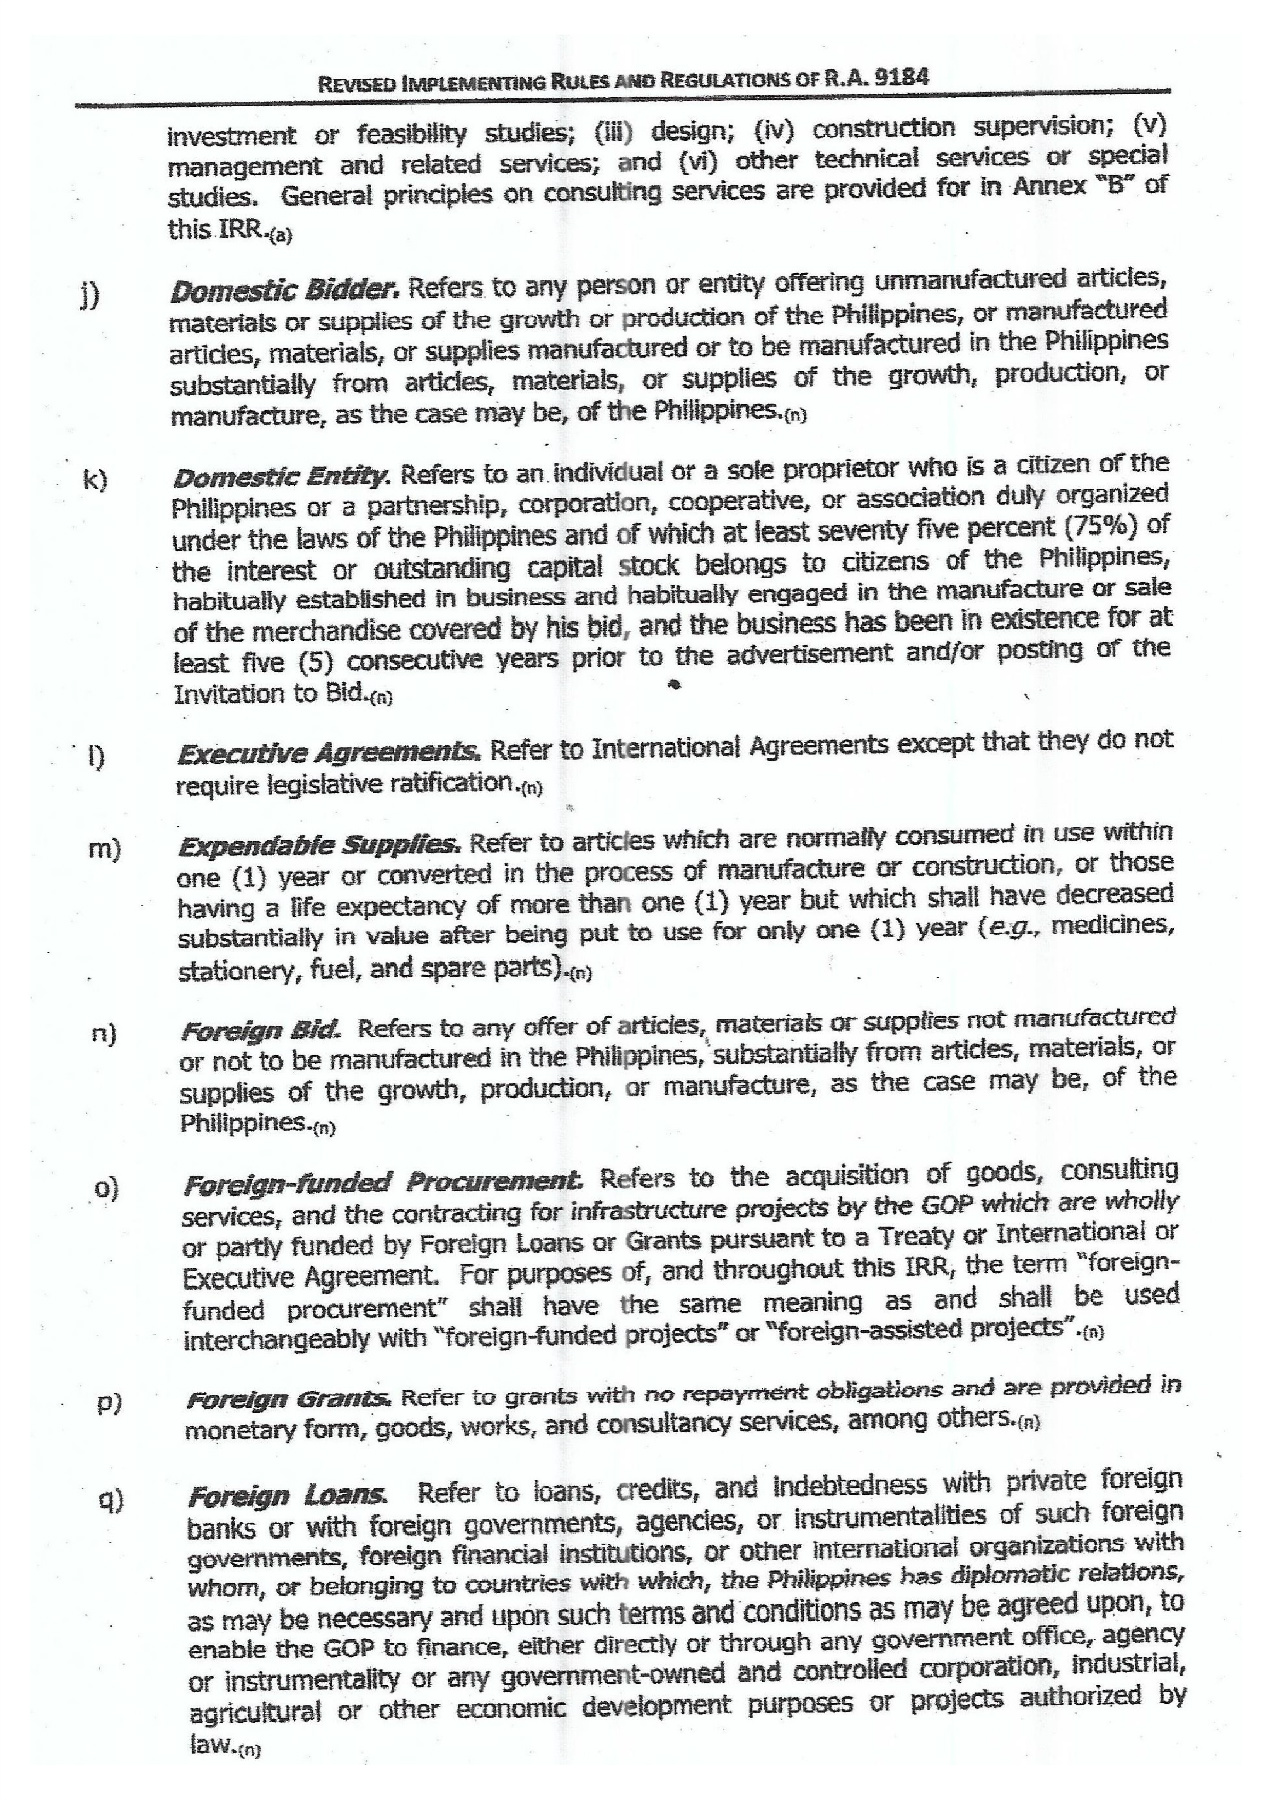 REVISED IMPLEMENTING RULES AND REGULATIONS OF R.A. 9184
investment or feasibility studies; (iii) design; (iv) construction supervision; (v)
management and related services; and (vi) other technical services or special
studies. General principles on consulting services are provided for in Annex "B" of
this IRR.(a)
j) Domestic Bidder. Refers to any person or entity offering unmanufactured articles,
materials or supplies of the growth or production of the Philippines, or manufactured
articles, materials, or supplies manufactured or to be manufactured in the Philippines
substantially from articles, materials, or supplies of the growth, production, or
manufacture, as the case may be, of the Philippines.(n)
k) Domestic Entity. Refers to an individual or a sole proprietor who is a citizen of the
Philippines or a partnership, corporation, cooperative, or association duly organized
under the laws of the Philippines and of which at least seventy five percent (75%) of
the interest or outstanding capital stock belongs to citizens of the Philippines,
habitually established in business and habitually engaged in the manufacture or sale
of the merchandise covered by his bid, and the business has been in existence for at
least five (5) consecutive years prior to the advertisement and/or posting of the
Invitation to Bid.(n)
l) Executive Agreements. Refer to International Agreements except that they do not
require legislative ratification.(n)
m) Expendable Supplies. Refer to articles which are normally consumed in use within
one (1) year or converted in the process of manufacture or construction, or those
having a life expectancy of more than one (1) year but which shall have decreased
substantially in value after being put to use for only one (1) year (e.g., medicines,
stationery, fuel, and spare parts).(n)
n) Foreign Bid. Refers to any offer of articles, materials or supplies not manufactured
or not to be manufactured in the Philippines, substantially from articles, materials, or
supplies of the growth, production, or manufacture, as the case may be, of the
Philippines.(n)
o) Foreign-funded Procurement. Refers to the acquisition of goods, consulting
services, and the contracting for infrastructure projects by the GOP which are wholly
or partly funded by Foreign Loans or Grants pursuant to a Treaty or International or
Executive Agreement. For purposes of, and throughout this IRR, the term "foreign-
funded procurement" shall have the same meaning as and shall be used
interchangeably with "foreign-funded projects" or "foreign-assisted projects".(n)
p) Foreign Grants. Refer to grants with no repayment obligations and are provided in
monetary form, goods, works, and consultancy services, among others.(n)
q) Foreign Loans. Refer to loans, credits, and indebtedness with private foreign
banks or with foreign governments, agencies, or instrumentalities of such foreign
governments, foreign financial institutions, or other international organizations with
whom, or belonging to countries with which, the Philippines has diplomatic relations,
as may be necessary and upon such terms and conditions as may be agreed upon, to
enable the GOP to finance, either directly or through any government office, agency
or instrumentality or any government-owned and controlled corporation, industrial,
agricultural or other economic development purposes or projects authorized by
law.(n)